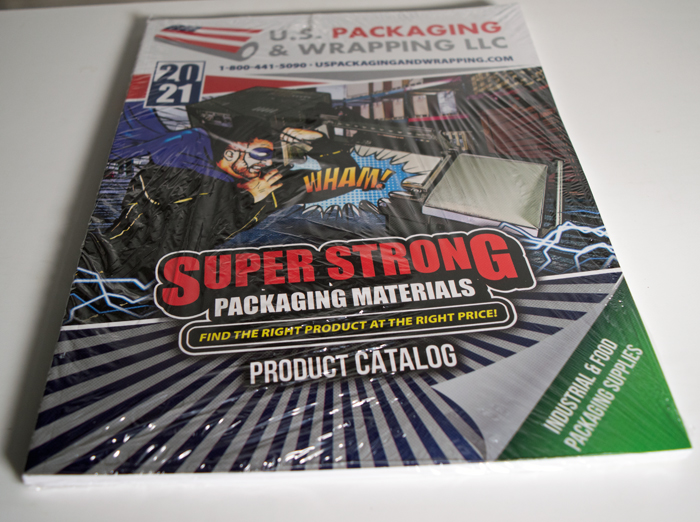 U.S. PACKAGING
& WRAPPING LLC
1-800-441-5090 • USPACKAGINGANDWRAPPING.COM
20
21
WHAM!
SUPER STRONG
PACKAGING MATERIALS
FIND THE RIGHT PRODUCT AT THE RIGHT PRICE!
PRODUCT CATALOG
INDUSTRIAL & FOOD
PACKAGING SUPPLIES